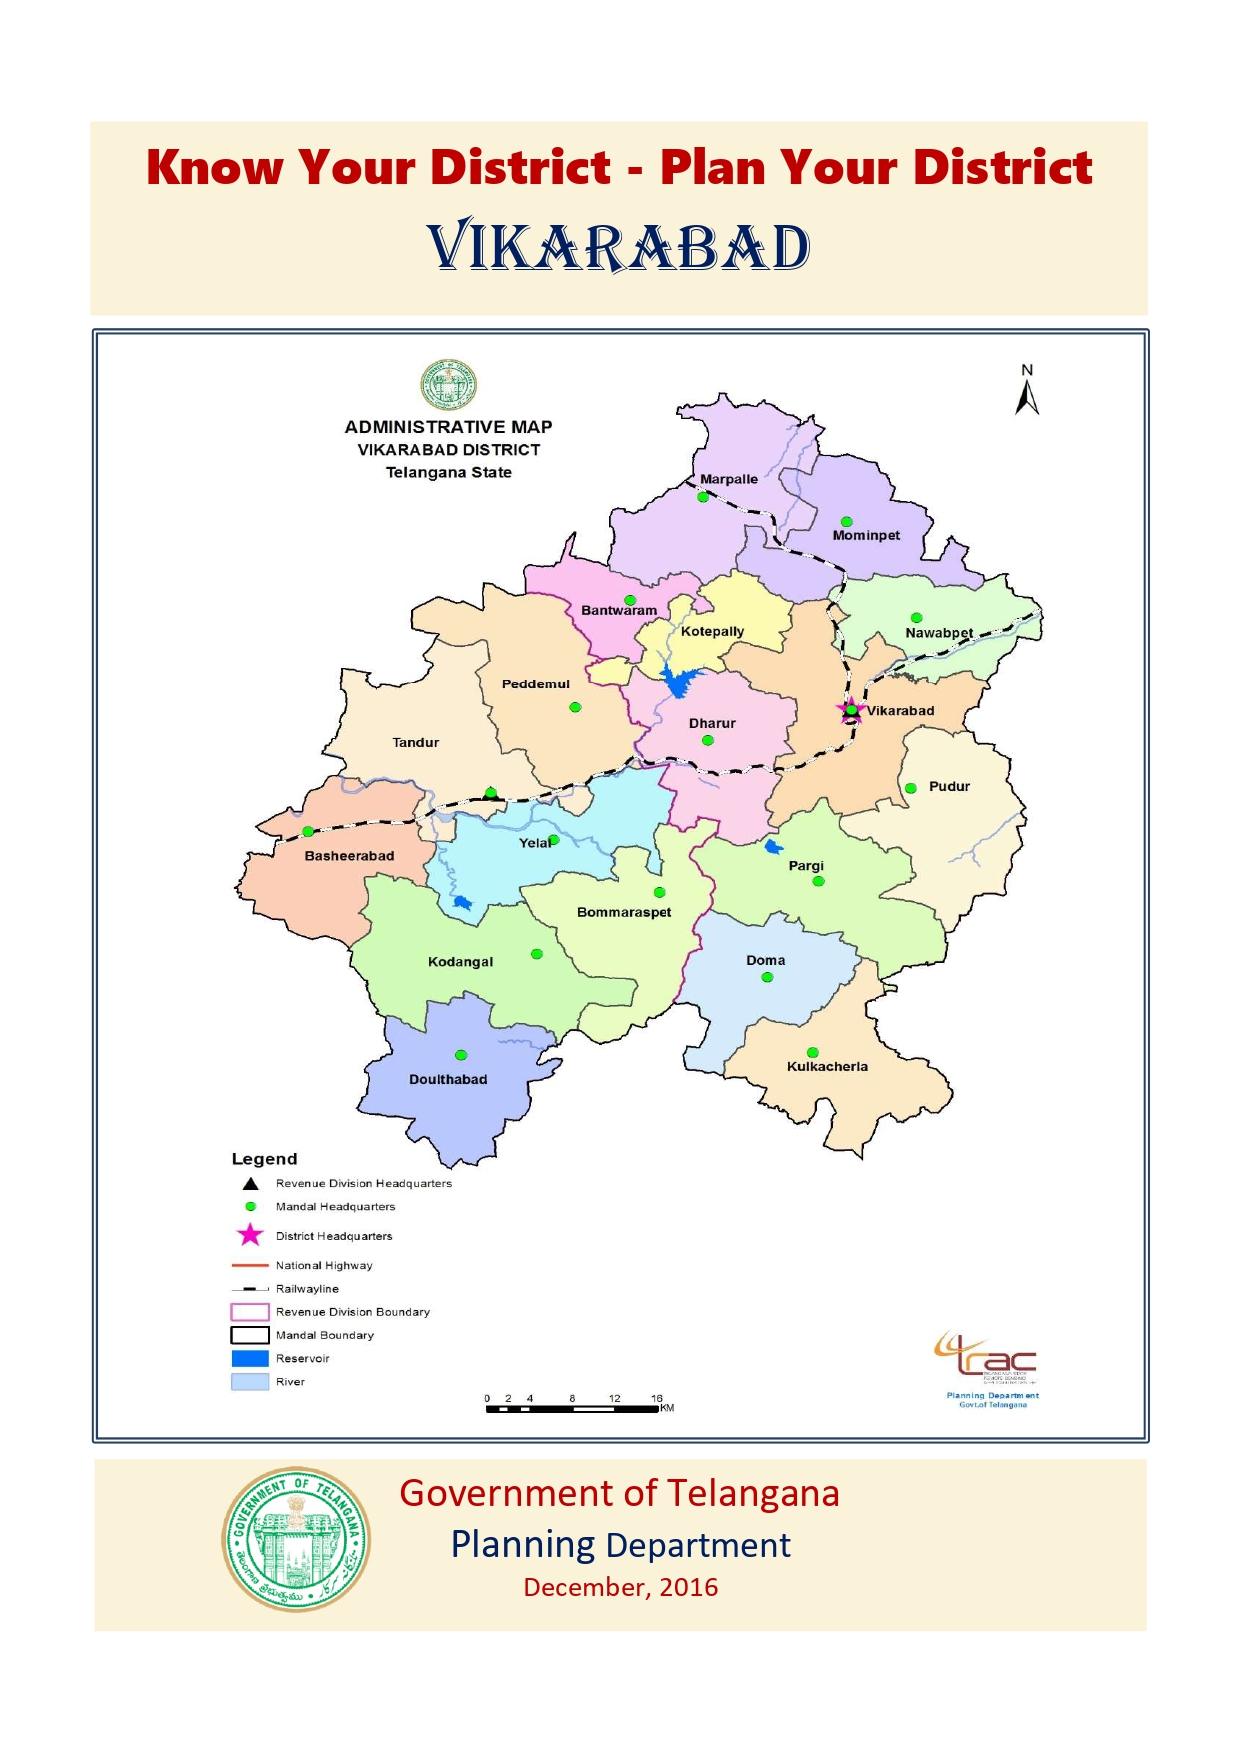 Know Your District - Plan Your District
VIKARABAD
ADMINISTRATIVE MAP
VIKARABAD DISTRICT
Telangana State
N
Marpalle
Mominpet
Bantwaram
Kotepally
Nawabpet
Peddemul
Vikarabad
Dharur
Tandur
Pudur
Yelal
Basheerabad
Pargi
Bommaraspet
Doma
Kodangal
Kulkacherla
Doulthabad
Legend
Revenue Division Headquarters
Mandal Headquarters
District Headquarters
National Highway
Railwayline
Revenue Division Boundary
Mandal Boundary
Reservoir
River
0 2 4 8 12 16
KM
trac
Planning Department
Govt.of Telangana
GOVERNMENT OF TELANGANA
తెలంగాణ ప్రభుత్వము
Government of Telangana
Planning Department
December, 2016